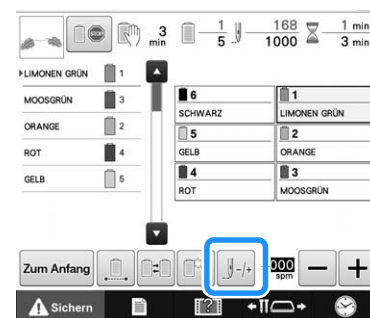 3 min 1/5 168/1000 1 min 3 min
LIMONEN GRÜN 1
MOOSGRÜN 3
ORANGE 2
ROT 4
GELB 5
6 SCHWARZ 1 LIMONEN GRÜN
5 GELB 2 ORANGE
4 ROT 3 MOOSGRÜN
Zum Anfang -/+ spm − +
Sichern ?